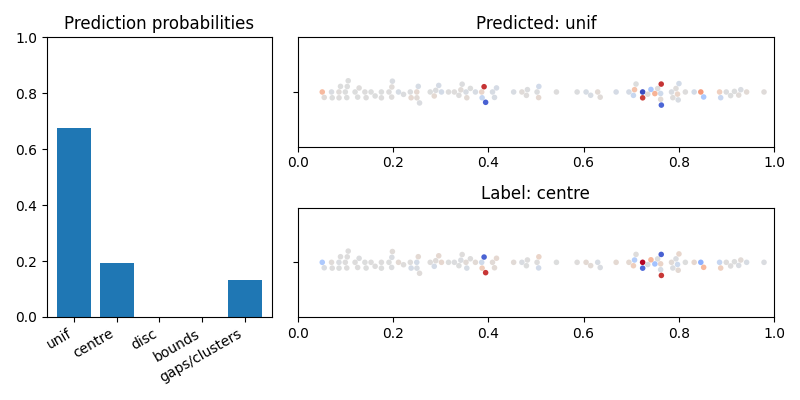 Prediction probabilities
1.0
0.8
0.6
0.4
0.2
0.0
unif
centre
disc
bounds
gaps/clusters
Predicted: unif
0.0 0.2 0.4 0.6 0.8 1.0
Label: centre
0.0 0.2 0.4 0.6 0.8 1.0